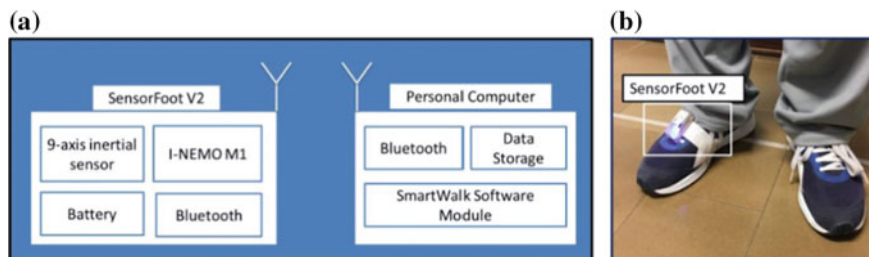 (a)
SensorFoot V2
9-axis inertial
sensor
I-NEMO M1
Battery
Bluetooth
Personal Computer
Bluetooth
Data
Storage
SmartWalk Software
Module
(b)
SensorFoot V2